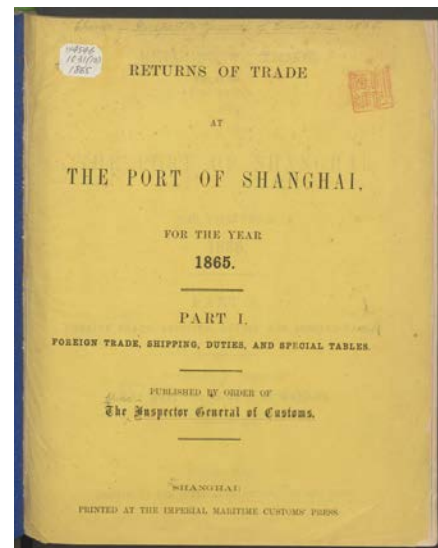 RETURNS OF TRADE
AT
THE PORT OF SHANGHAI,
FOR THE YEAR
1865.
PART I.
FOREIGN TRADE, SHIPPING, DUTIES, AND SPECIAL TABLES.
PUBLISHED BY ORDER OF
The Inspector General of Customs.
SHANGHAI:
PRINTED AT THE IMPERIAL MARITIME CUSTOMS' PRESS.
1865